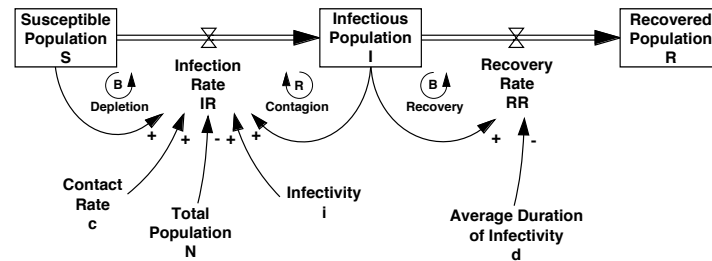 Susceptible
Population
S
Infectious
Population
I
Recovered
Population
R
Infection
Rate
IR
Recovery
Rate
RR
B
Depletion
R
Contagion
B
Recovery
+
+
-
+
+
+
-
Contact
Rate
c
Total
Population
N
Infectivity
i
Average Duration
of Infectivity
d